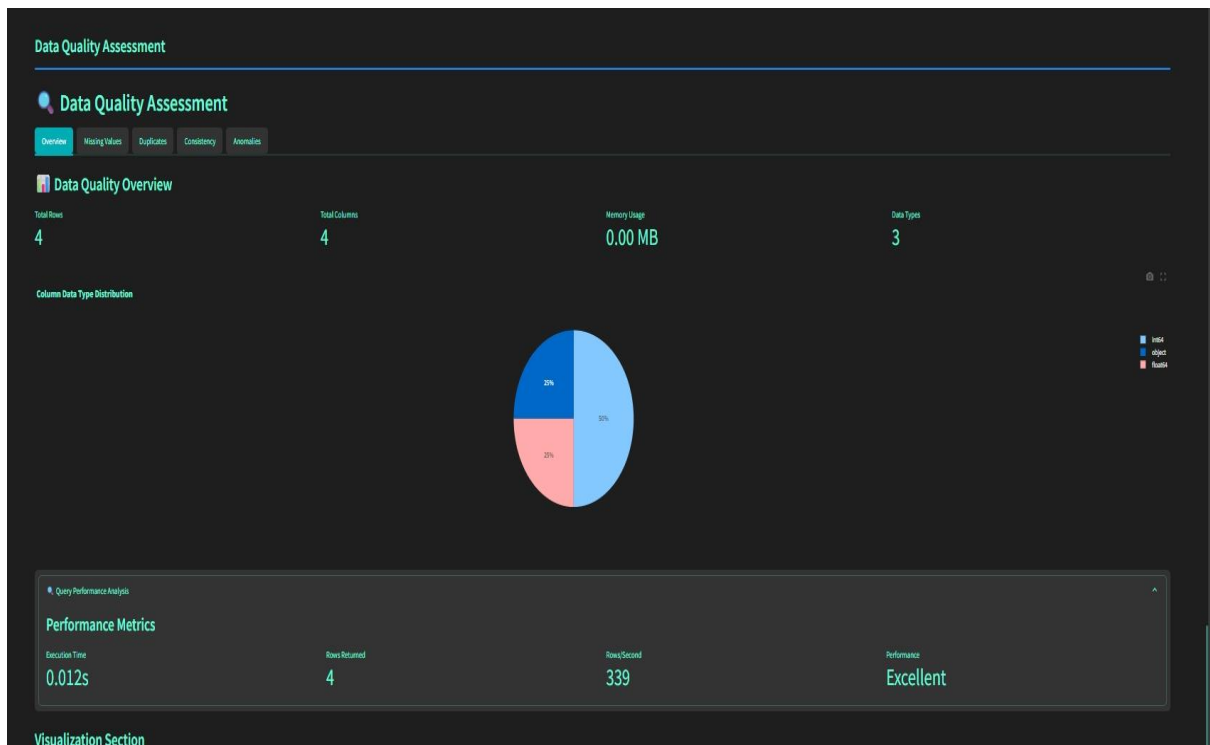 Data Quality Assessment
Data Quality Assessment
Overview Missing Values Duplicates Consistency Anomalies
Data Quality Overview
Total Rows Total Columns Memory Usage Data Types
4 4 0.00 MB 3
Column Data Type Distribution
int64
object
float64
25%
50%
25%
Query Performance Analysis
Performance Metrics
Execution Time Rows Returned Rows/Second Performance
0.012s 4 339 Excellent
Visualization Section